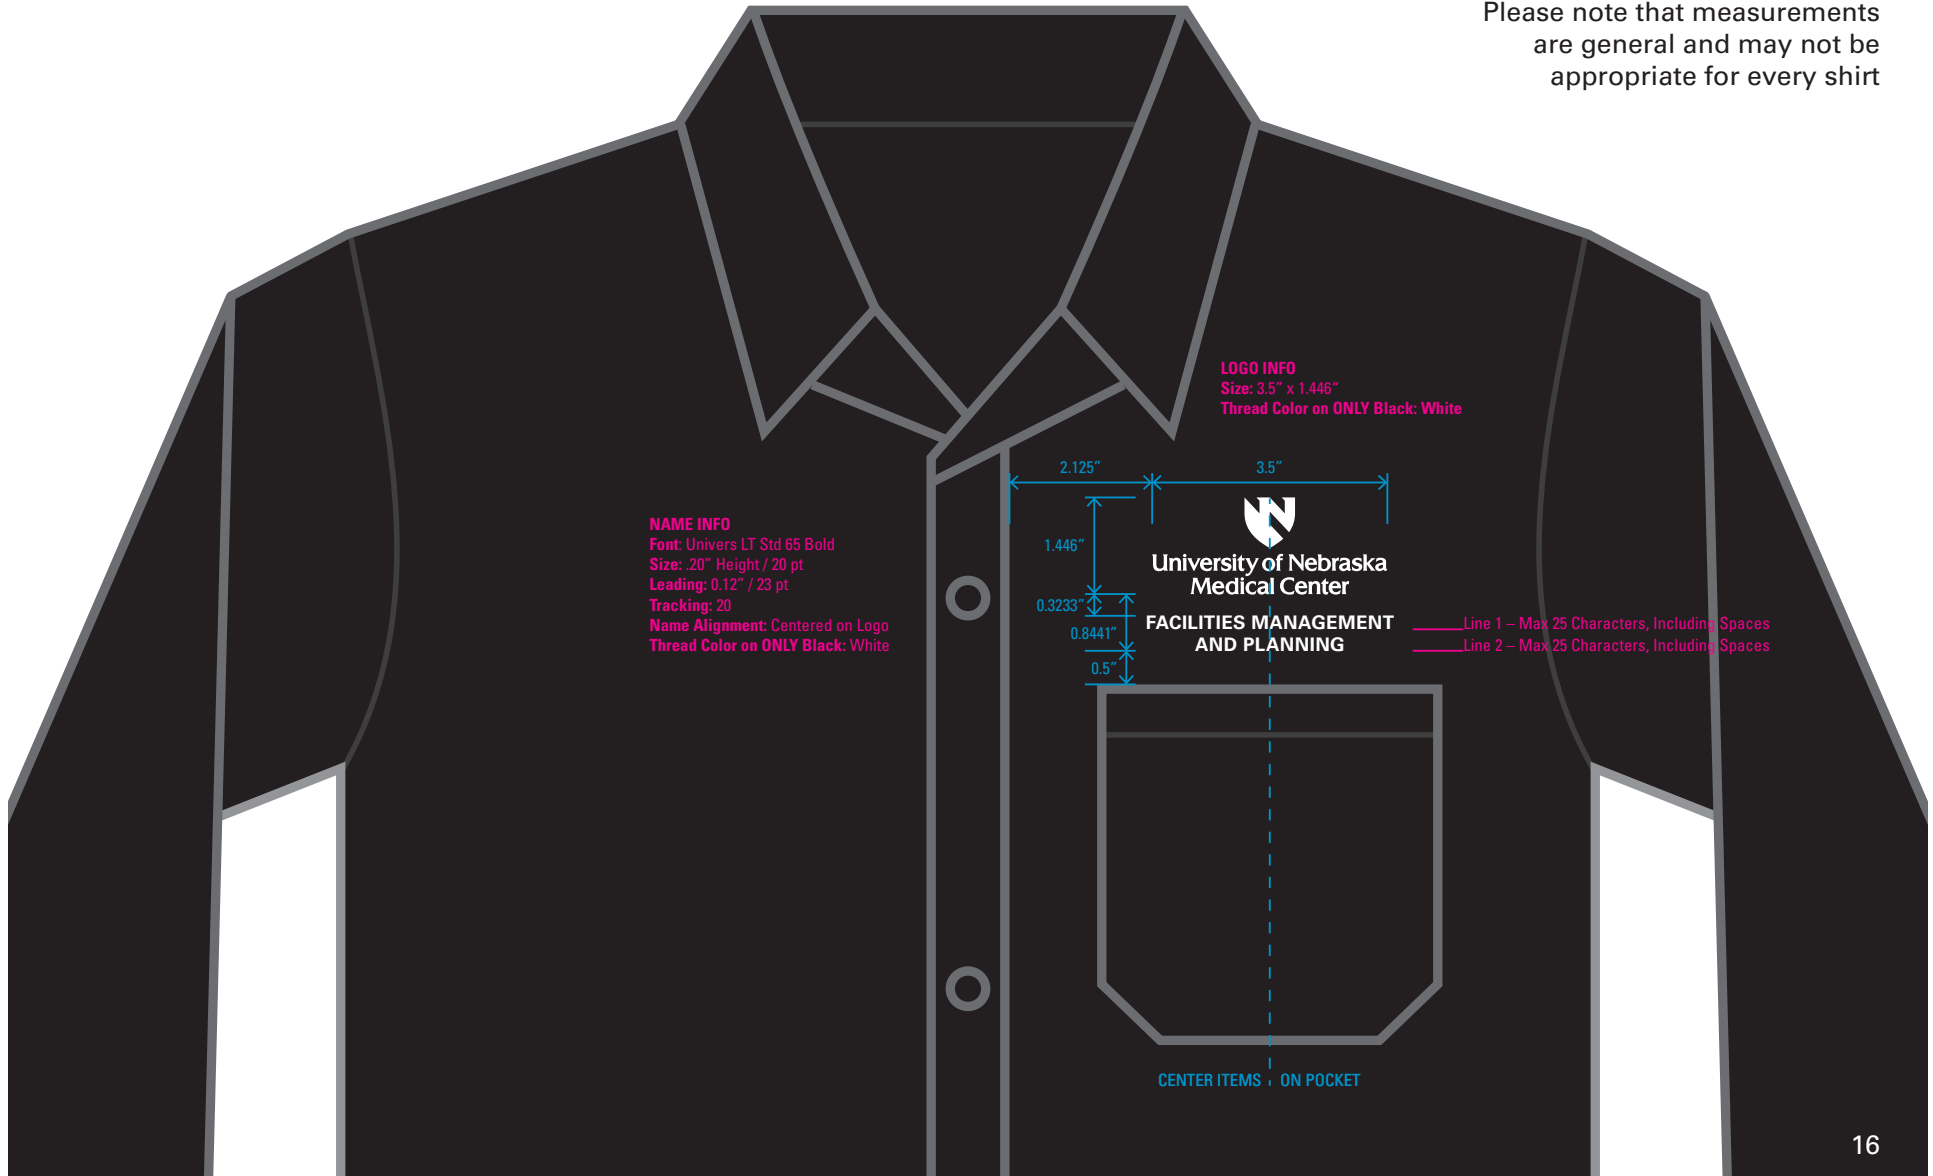 Please note that measurements
are general and may not be
appropriate for every shirt
LOGO INFO
Size: 3.5” x 1.446“
Thread Color on ONLY Black: White
2.125”
3.5”
NAME INFO
Font: Univers LT Std 65 Bold
Size: .20” Height / 20 pt
Leading: 0.12” / 23 pt
Tracking: 20
Name Alignment: Centered on Logo
Thread Color on ONLY Black: White
1.446”
University of Nebraska
Medical Center
0.3233”
0.8441”
0.5”
FACILITIES MANAGEMENT
AND PLANNING
Line 1 – Max 25 Characters, Including Spaces
Line 2 – Max 25 Characters, Including Spaces
CENTER ITEMS ON POCKET
16